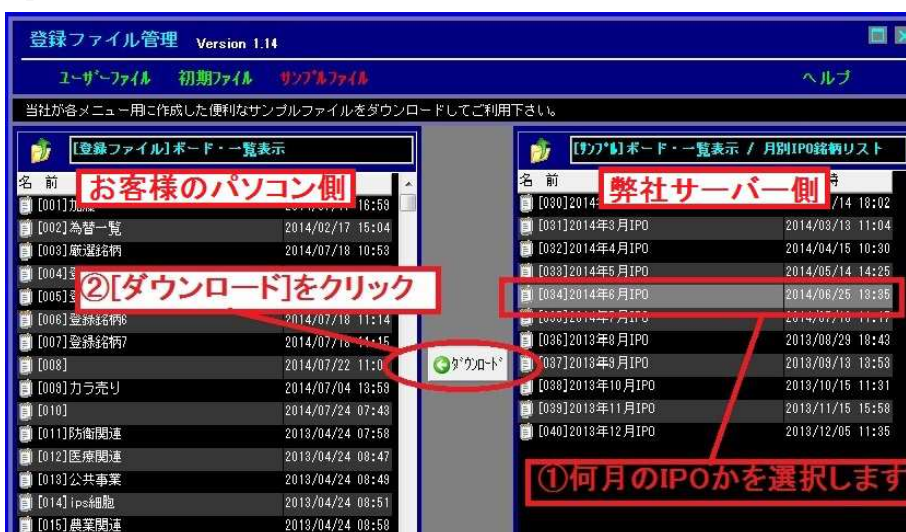 登録ファイル管理 Version 1.14
ﾕｰｻﾞｰﾌｧｲﾙ 初期ファイル ｻﾝﾌﾟﾙﾌｧｲﾙ ヘルプ
当社が各メニュー用に作成した便利なサンプルファイルをダウンロードしてご利用下さい。
[登録ファイル]ボード・一覧表示
名 前
お客様のパソコン側
[001]
16:59
[002]為替一覧 2014/02/17 15:04
[003]厳選銘柄 2014/07/18 10:53
[004]
②[ダウンロード]をクリック
[005]
[006]登録銘柄6 2014/07/18 11:14
[007]登録銘柄7 2014/07/18 11:15
[008] 2014/07/22 11:0
[009]カラ売り 2014/07/04 13:59
[010] 2014/07/24 07:43
[011]防衛関連 2013/04/24 07:58
[012]医療関連 2013/04/24 08:47
[013]公共事業 2013/04/24 08:49
[014]ips細胞 2013/04/24 08:51
[015]農業関連 2013/04/24 08:58
ﾀﾞｳﾝﾛｰﾄﾞ
[ｻﾝﾌﾟﾙ]ボード・一覧表示 / 月別IPO銘柄リスト
名 前
弊社サーバー側
[030]2014 /14 18:02
[031]2014年3月IPO 2014/03/13 11:04
[032]2014年4月IPO 2014/04/15 10:30
[033]2014年5月IPO 2014/05/14 14:25
[034]2014年6月IPO 2014/06/25 13:35
[035]2014年7月IPO
[036]2013年8月IPO 2013/08/29 18:43
[037]2013年9月IPO 2013/09/13 13:53
[038]2013年10月IPO 2013/10/15 11:31
[039]2013年11月IPO 2013/11/15 15:58
[040]2013年12月IPO 2013/12/05 11:35
①何月のIPOかを選択します